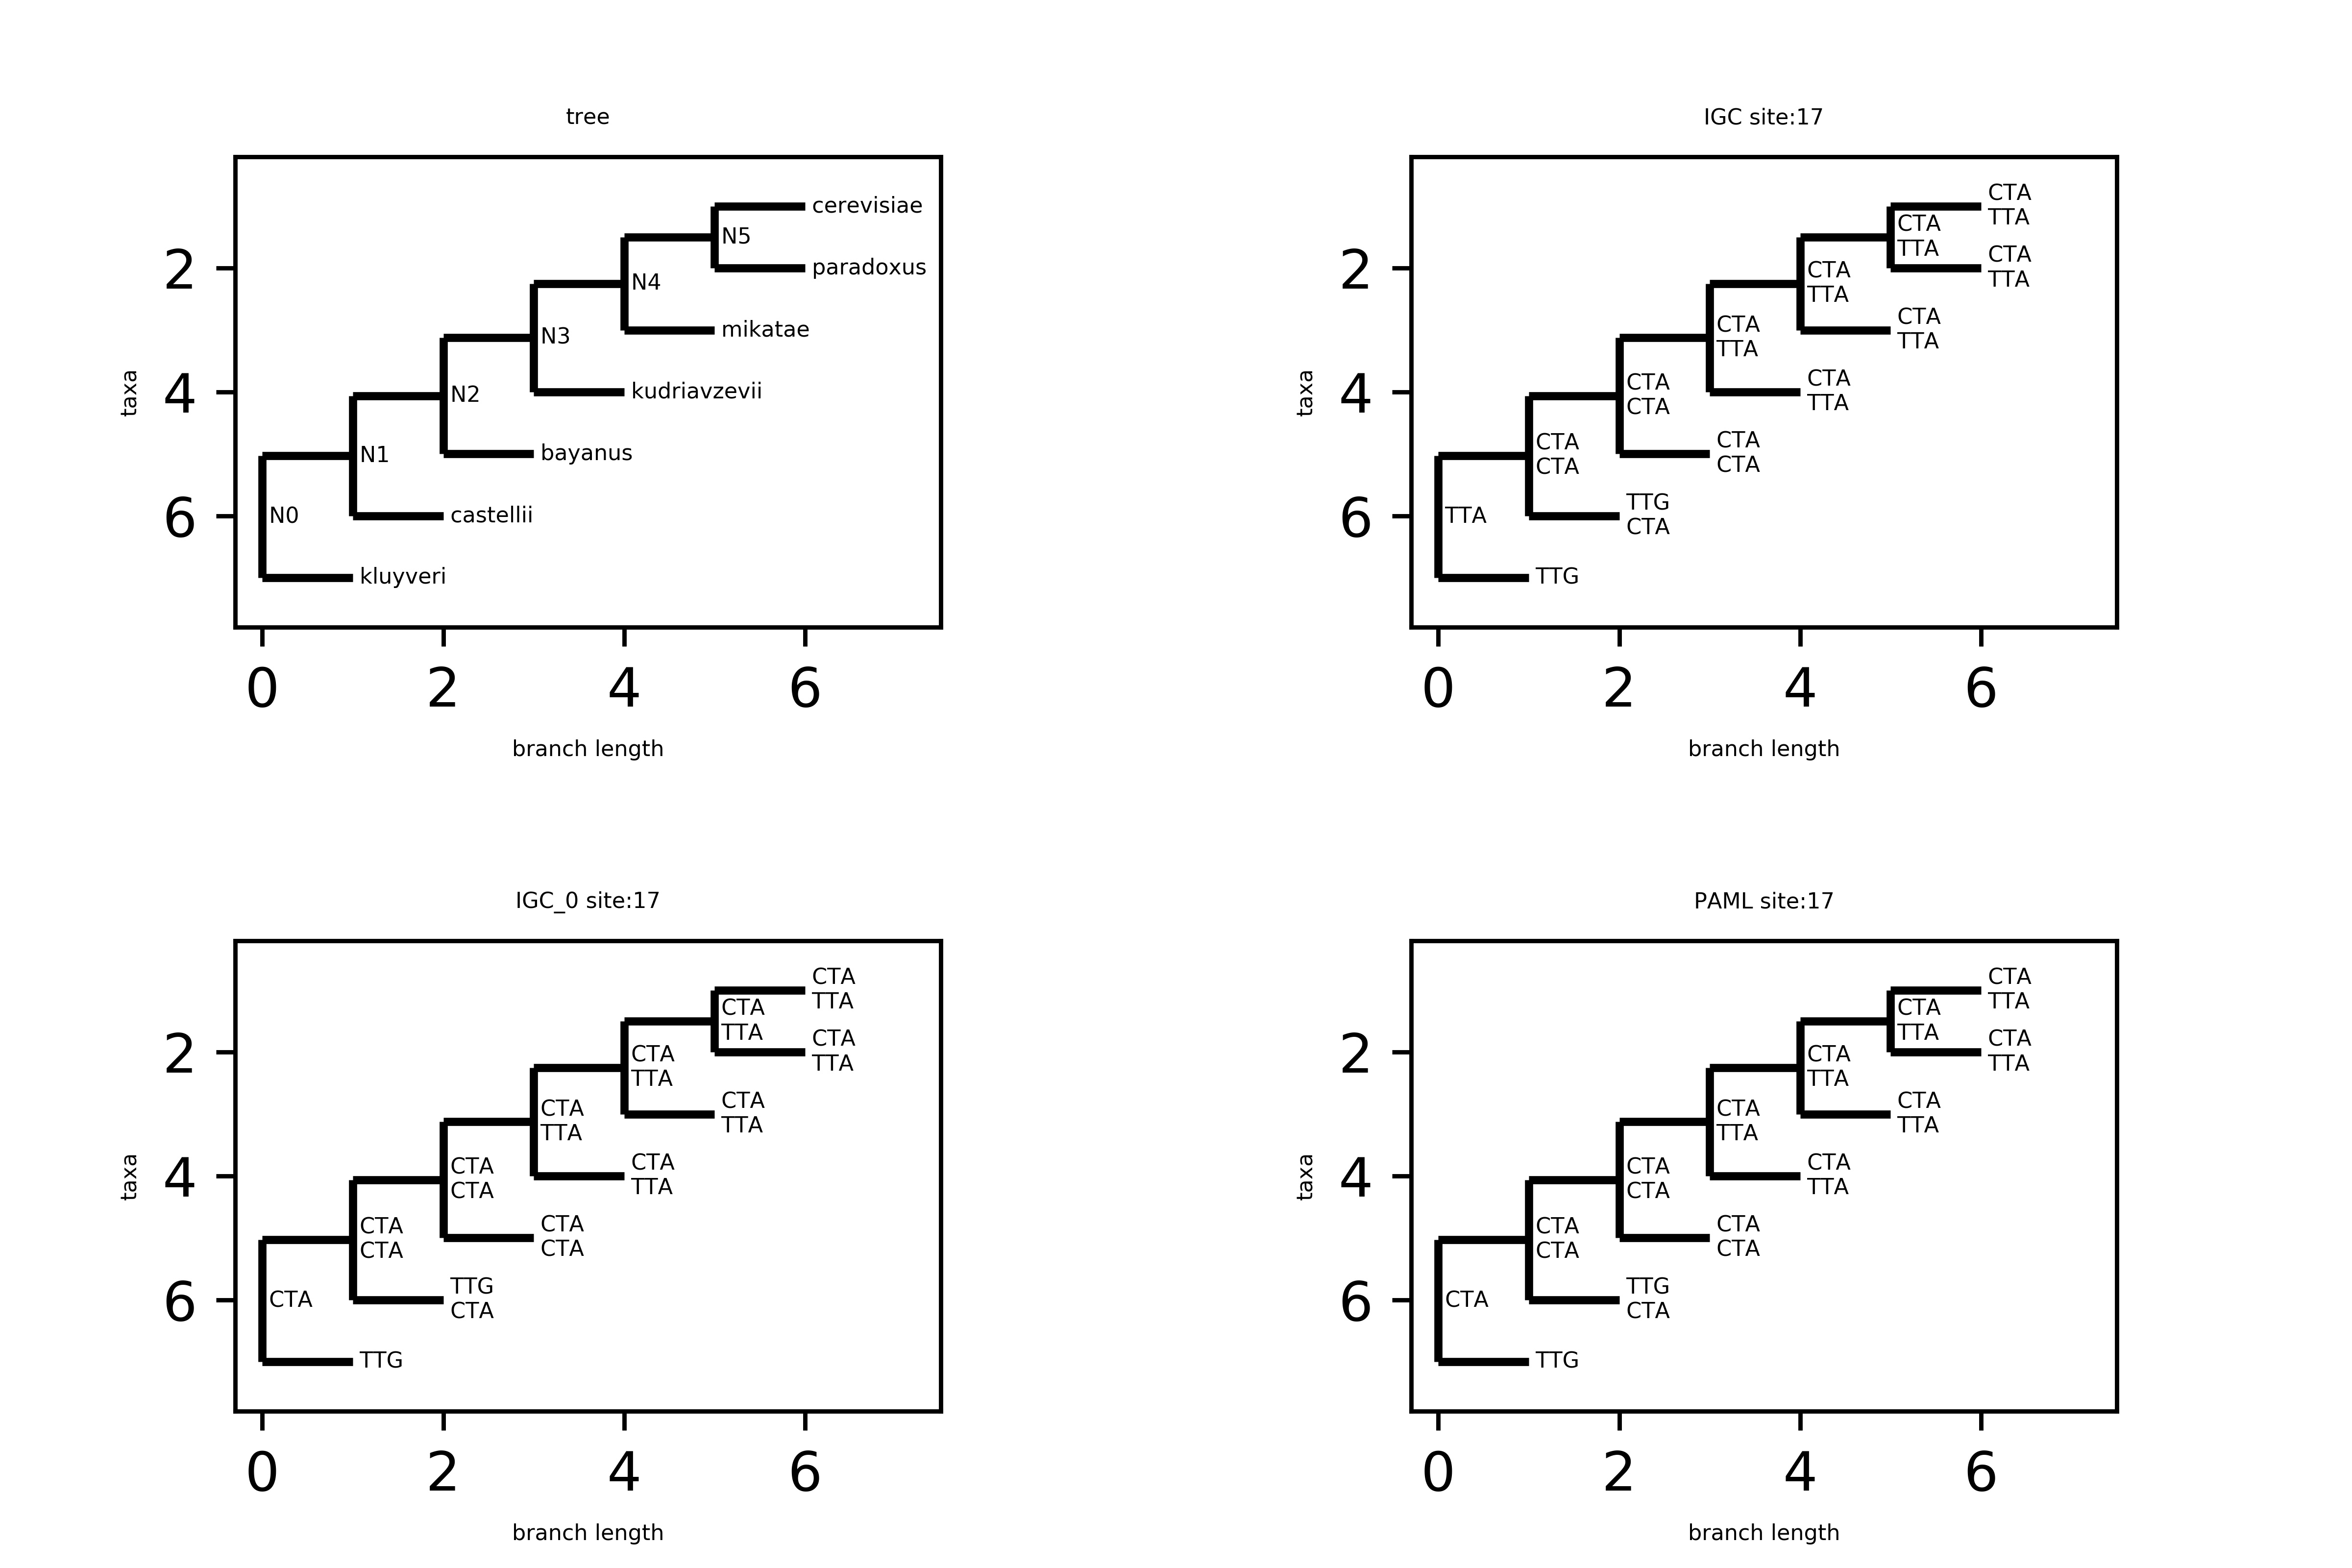 tree
cerevisiae
N5
2
paradoxus
N4
mikatae
N3
taxa
4
kudriavzevii
N2
bayanus
N1
6
castellii
N0
kluyveri
0 2 4 6
branch length
IGC site:17
CTA
TTA
CTA
TTA
2
CTA
TTA
CTA
TTA
CTA
TTA
CTA
TTA
taxa
4
CTA
TTA
CTA
CTA
CTA
CTA
CTA
CTA
6
TTG
CTA
TTA
TTG
0 2 4 6
branch length
IGC_0 site:17
CTA
TTA
CTA
TTA
2
CTA
TTA
CTA
TTA
CTA
TTA
CTA
TTA
taxa
4
CTA
TTA
CTA
CTA
CTA
CTA
CTA
CTA
6
TTG
CTA
CTA
TTG
0 2 4 6
branch length
PAML site:17
CTA
TTA
CTA
TTA
2
CTA
TTA
CTA
TTA
CTA
TTA
CTA
TTA
taxa
4
CTA
TTA
CTA
CTA
CTA
CTA
CTA
CTA
6
TTG
CTA
CTA
TTG
0 2 4 6
branch length